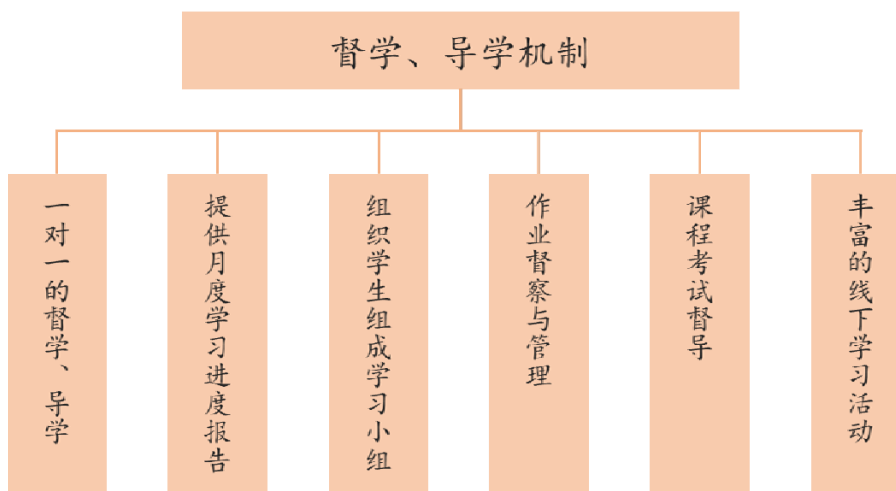 督学、导学机制
一对一的督学、导学
提供月度学习进度报告
组织学生组成学习小组
作业督察与管理
课程考试督导
丰富的线下学习活动